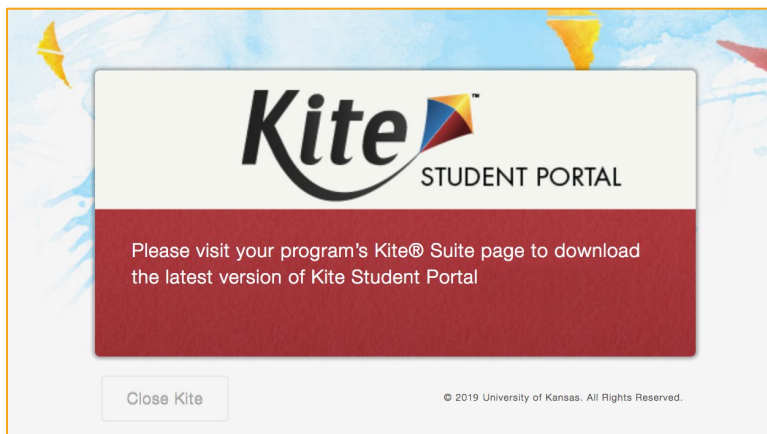 Kite™
STUDENT PORTAL
Please visit your program's Kite® Suite page to download
the latest version of Kite Student Portal
Close Kite
© 2019 University of Kansas. All Rights Reserved.